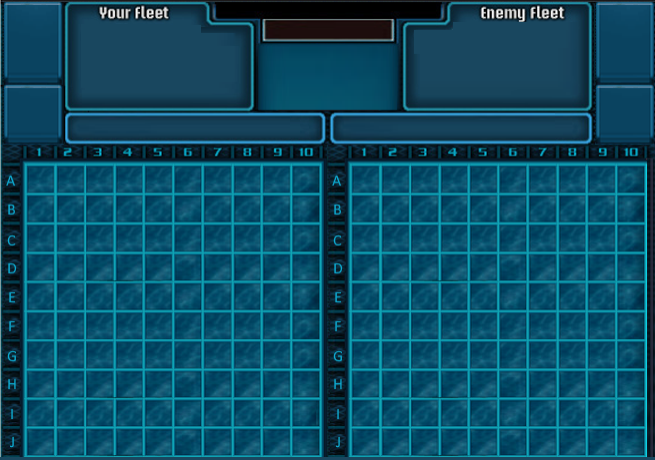 Your Fleet
Enemy Fleet
1 2 3 4 5 6 7 8 9 10
1 2 3 4 5 6 7 8 9 10
A A
B B
C C
D D
E E
F F
G G
H H
I I
J J